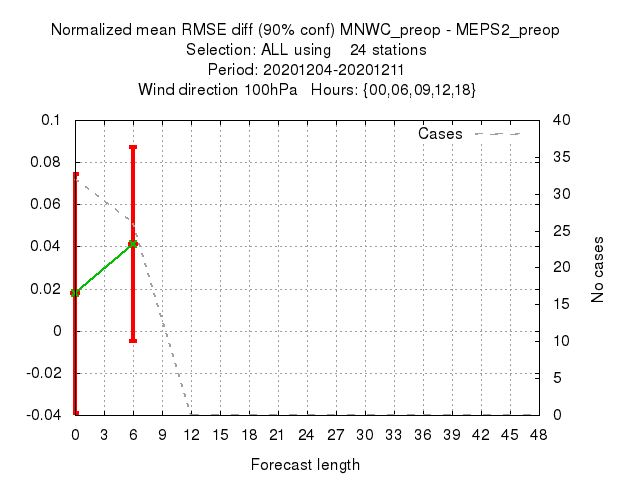 Normalized mean RMSE diff (90% conf) MNWC_preop - MEPS2_preop
Selection: ALL using    24 stations
Period: 20201204-20201211
Wind direction 100hPa   Hours: {00,06,09,12,18}
0.1
0.08
0.06
0.04
0.02
0
-0.02
-0.04
Cases
40
35
30
25
20
15
10
5
0
No cases
0 3 6 9 12 15 18 21 24 27 30 33 36 39 42 45 48
Forecast length